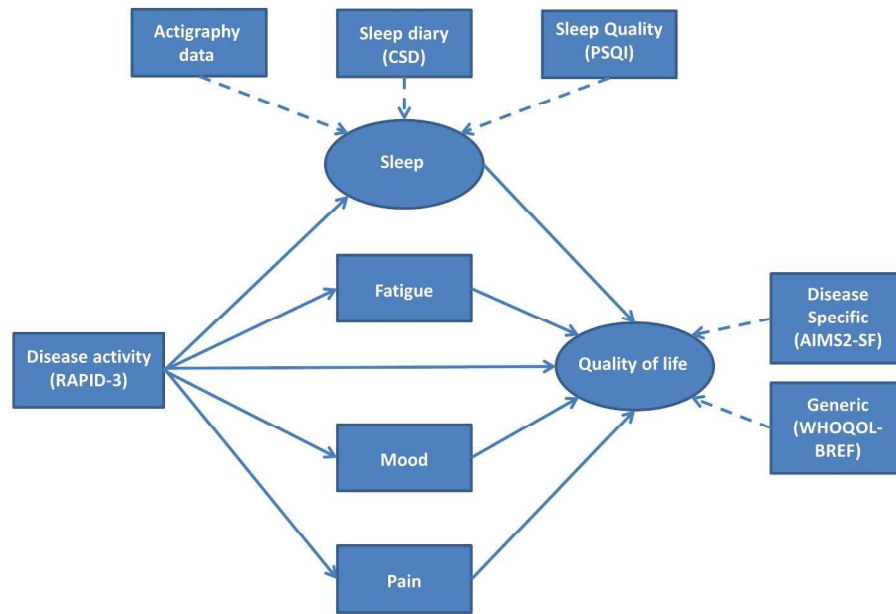 Actigraphy
data
Sleep diary
(CSD)
Sleep Quality
(PSQI)
Sleep
Fatigue
Disease
Specific
(AIMS2-SF)
Disease activity
(RAPID-3)
Quality of life
Generic
(WHOQOL-
BREF)
Mood
Pain